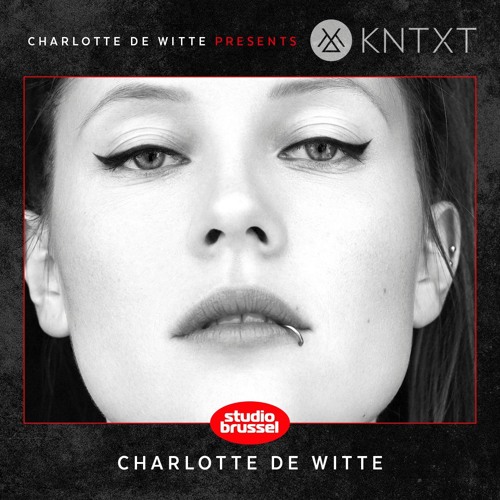 CHARLOTTE DE WITTE PRESENTS KNTXT
studio
brussel
CHARLOTTE DE WITTE